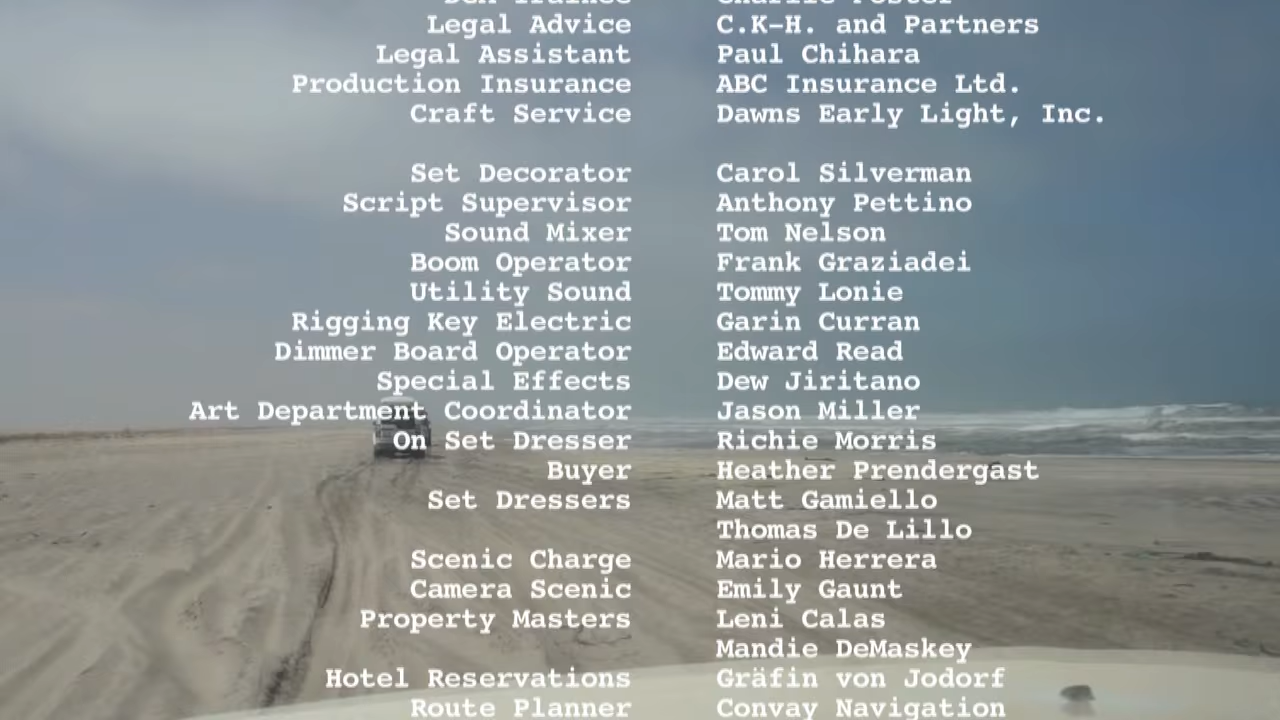 Legal Advice C.K-H. and Partners
Legal Assistant Paul Chihara
Production Insurance ABC Insurance Ltd.
Craft Service Dawns Early Light, Inc.
Set Decorator Carol Silverman
Script Supervisor Anthony Pettino
Sound Mixer Tom Nelson
Boom Operator Frank Graziadei
Utility Sound Tommy Lonie
Rigging Key Electric Garin Curran
Dimmer Board Operator Edward Read
Special Effects Dew Jiritano
Art Department Coordinator Jason Miller
On Set Dresser Richie Morris
Buyer Heather Prendergast
Set Dressers Matt Gamiello
Thomas De Lillo
Scenic Charge Mario Herrera
Camera Scenic Emily Gaunt
Property Masters Leni Calas
Mandie DeMaskey
Hotel Reservations Gräfin von Jodorf
Route Planner Convay Navigation